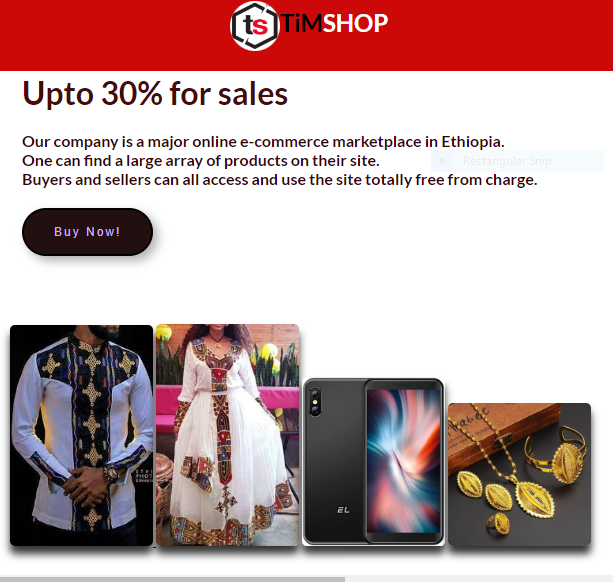 ts TiMSHOP
Upto 30% for sales
Our company is a major online e-commerce marketplace in Ethiopia.
One can find a large array of products on their site.
Rectangular Snip
Buyers and sellers can all access and use the site totally free from charge.
Buy Now!
EL